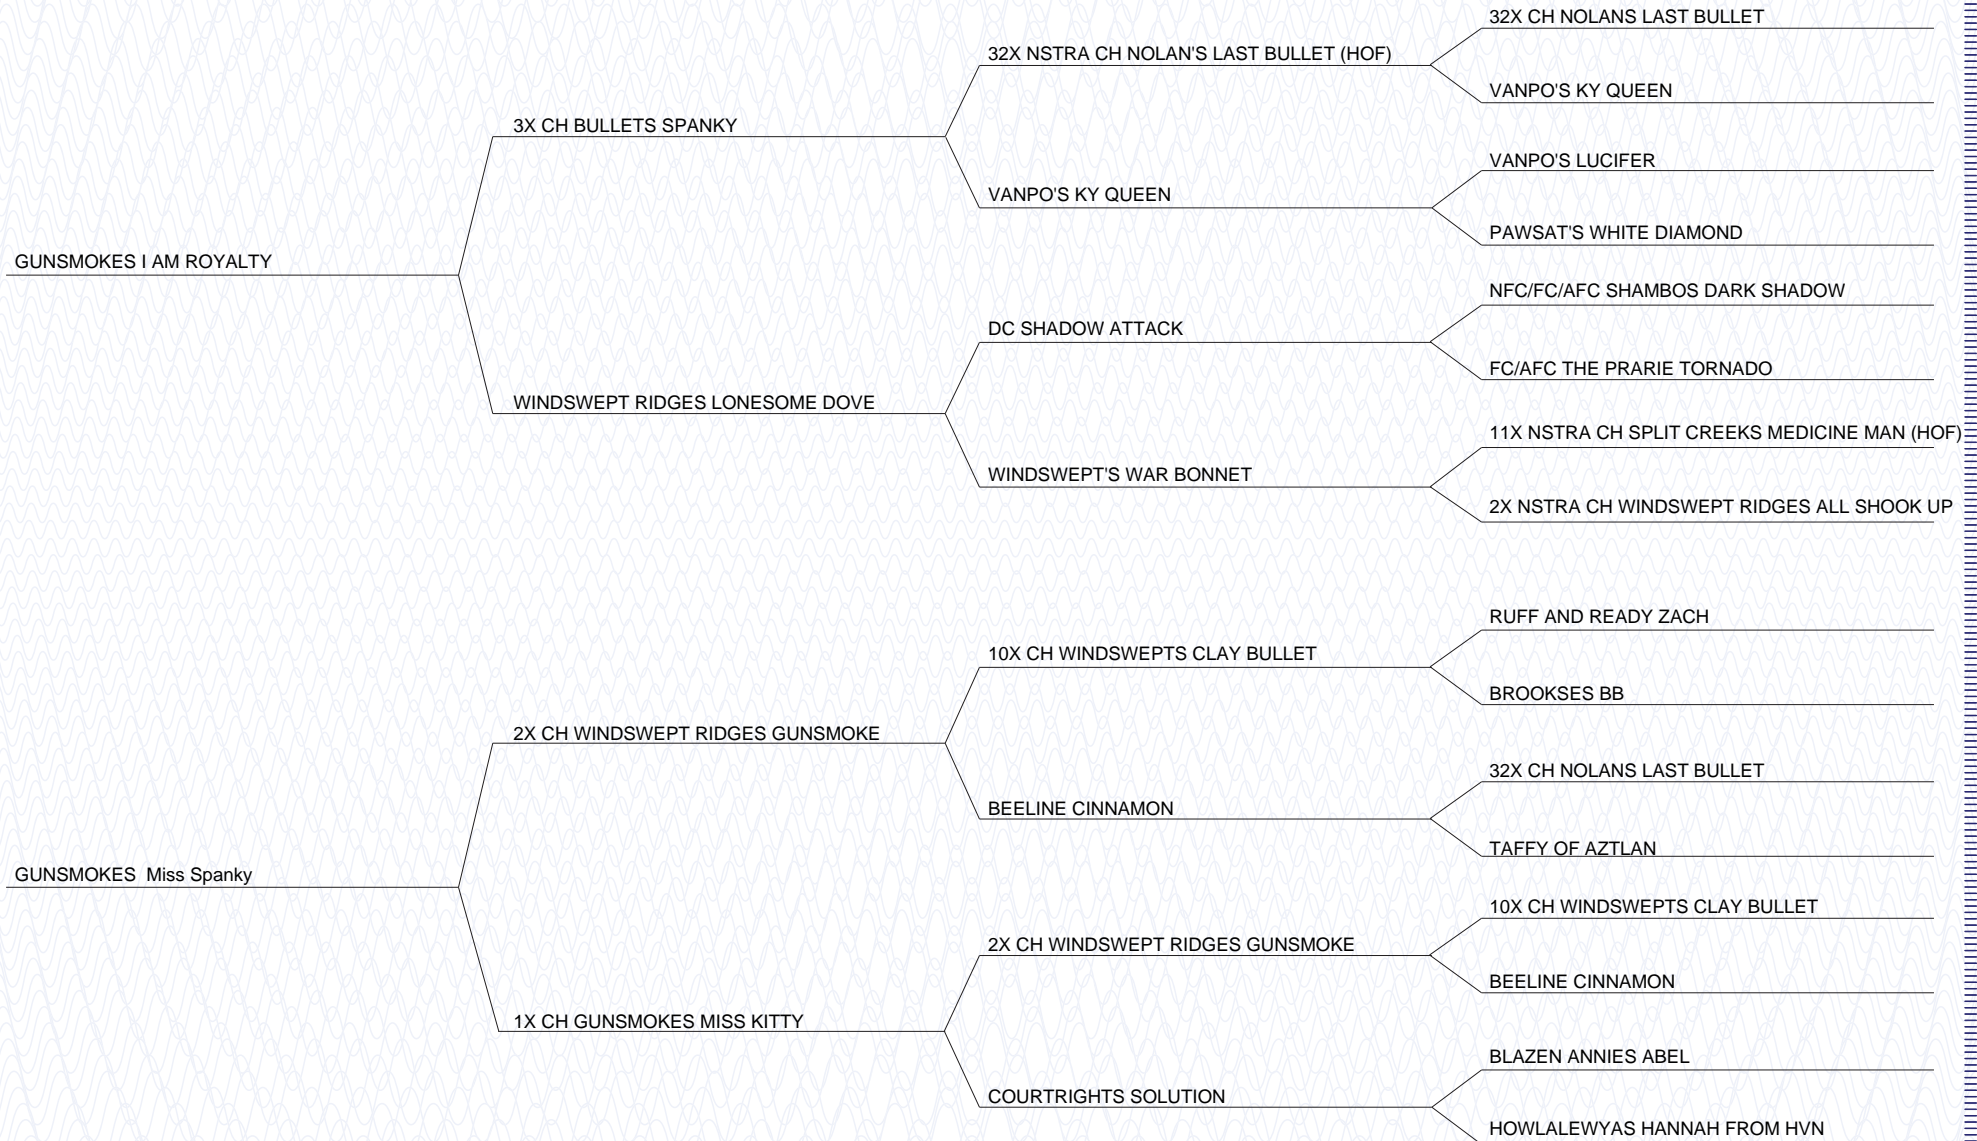 32X CH NOLANS LAST BULLET
32X NSTRA CH NOLAN'S LAST BULLET (HOF)
VANPO'S KY QUEEN
3X CH BULLETS SPANKY
VANPO'S LUCIFER
VANPO'S KY QUEEN
PAWSAT'S WHITE DIAMOND
GUNSMOKES I AM ROYALTY
NFC/FC/AFC SHAMBOS DARK SHADOW
DC SHADOW ATTACK
FC/AFC THE PRARIE TORNADO
WINDSWEPT RIDGES LONESOME DOVE
11X NSTRA CH SPLIT CREEKS MEDICINE MAN (HOF)
WINDSWEPT'S WAR BONNET
2X NSTRA CH WINDSWEPT RIDGES ALL SHOOK UP
RUFF AND READY ZACH
10X CH WINDSWEPTS CLAY BULLET
BROOKSES BB
2X CH WINDSWEPT RIDGES GUNSMOKE
32X CH NOLANS LAST BULLET
BEELINE CINNAMON
TAFFY OF AZTLAN
GUNSMOKES  Miss Spanky
10X CH WINDSWEPTS CLAY BULLET
2X CH WINDSWEPT RIDGES GUNSMOKE
BEELINE CINNAMON
1X CH GUNSMOKES MISS KITTY
BLAZEN ANNIES ABEL
COURTRIGHTS SOLUTION
HOWLALEWYAS HANNAH FROM HVN